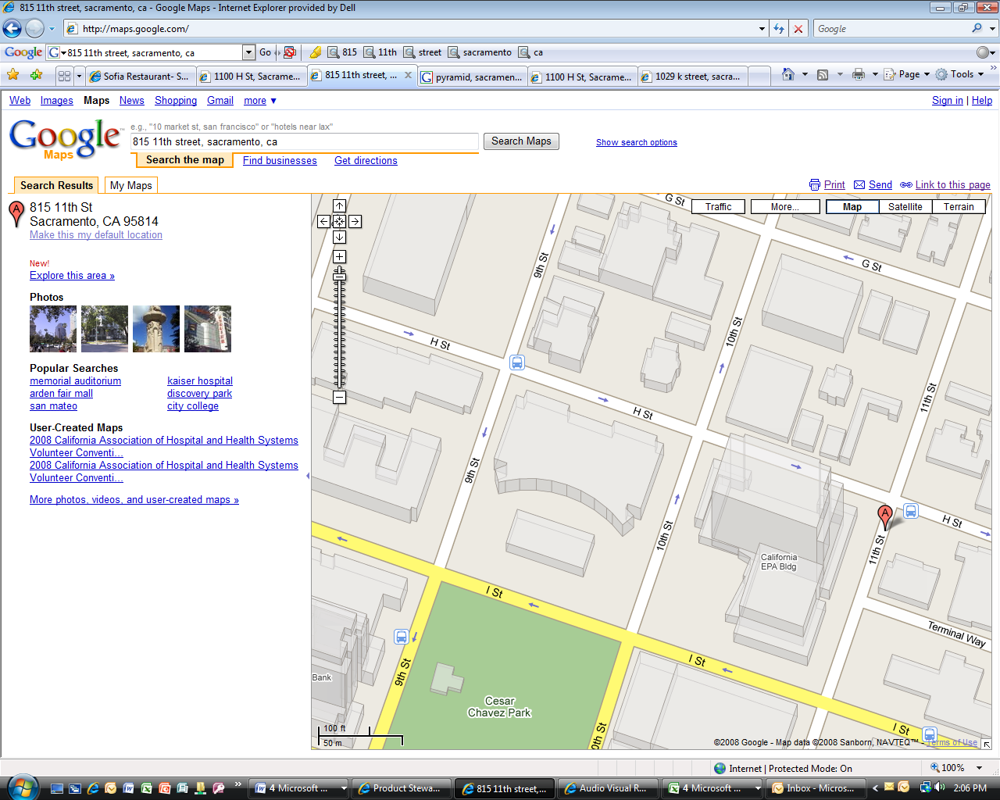 815 11th street, sacramento, ca - Google Maps - Internet Explorer provided by Dell
http://maps.google.com/
Google
Google
G 815 11th street, sacramento, ca
Go
815
11th
street
sacramento
ca
Sofia Restaurant- S...
1100 H St, Sacrame...
815 11th street, ...
pyramid, sacramen...
1100 H St, Sacrame...
1029 k street, sacra...
Page
Tools
Web Images Maps News Shopping Gmail more ▼
Sign in | Help
Google
Maps
e.g., "10 market st, san francisco" or "hotels near lax"
815 11th street, sacramento, ca
Search Maps
Show search options
Search the map
Find businesses
Get directions
Search Results
My Maps
Print
Send
Link to this page
A
815 11th St
Sacramento, CA 95814
Make this my default location
New!
Explore this area »
Photos
Popular Searches
memorial auditorium
kaiser hospital
arden fair mall
discovery park
san mateo
city college
User-Created Maps
2008 California Association of Hospital and Health Systems
Volunteer Conventi...
2008 California Association of Hospital and Health Systems
Volunteer Conventi...
More photos, videos, and user-created maps »
Traffic
More...
Map
Satellite
Terrain
G St
G St
9th St
10th St
H St
11th St
H St
9th St
A
H St
10th St
11th St
California
EPA Bldg
I St
Terminal Way
I St
9th St
Bank
Cesar
Chavez Park
0th St
I St
100 ft
50 m
©2008 Google - Map data ©2008 Sanborn, NAVTEQ™ - Terms of Use
Internet | Protected Mode: On
100%
4 Microsoft ...
Product Stewa...
815 11th street,...
Audio Visual R...
4 Microsoft ...
Inbox - Micros...
2:06 PM